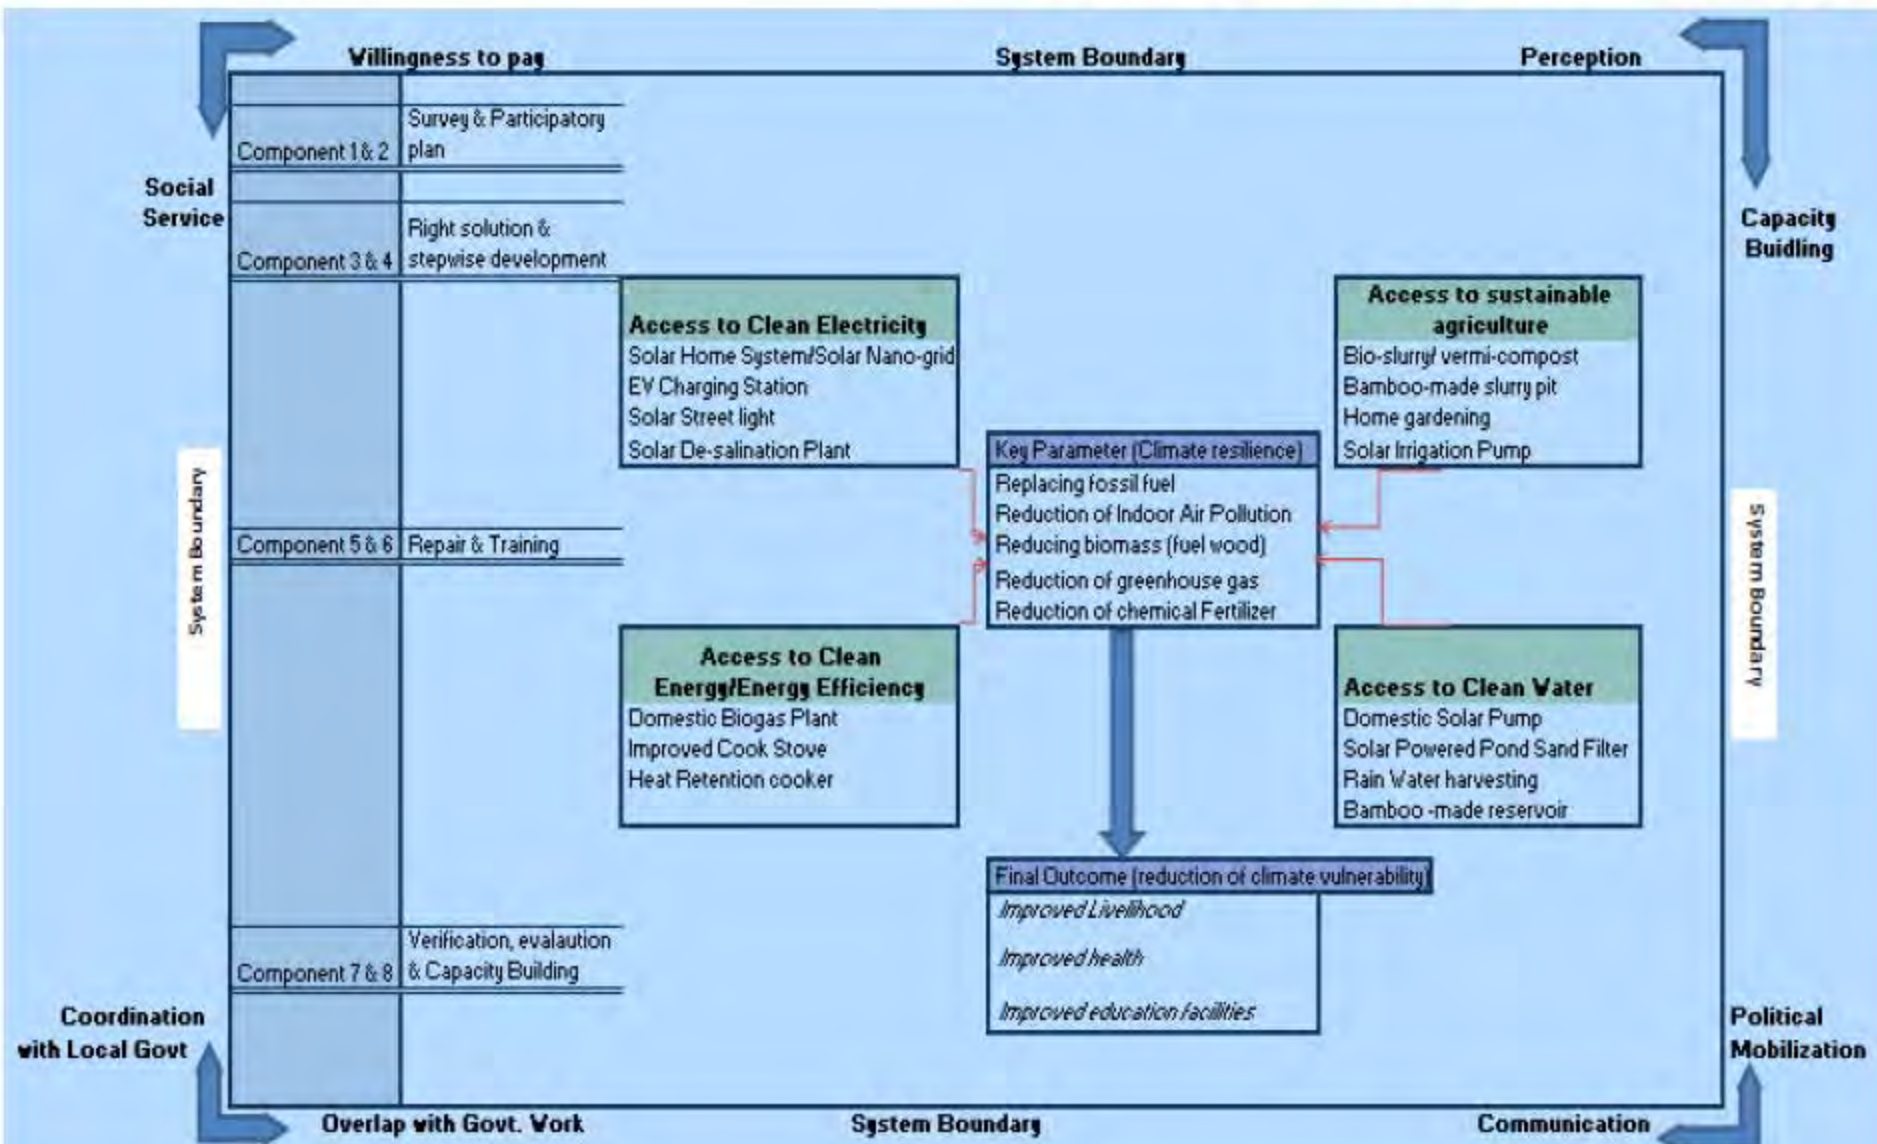 Willingness to pay
System Boundary
Perception
Survey & Participatory
plan
Component 1 & 2
Social
Service
Right solution &
stepwise development
Component 3 & 4
Capacity
Buidling
Access to Clean Electricity
Solar Home System/Solar Nano-grid
EV Charging Station
Solar Street light
Solar De-salination Plant
Access to sustainable
agriculture
Bio-slurry/ vermi-compost
Bamboo-made slurry pit
Home gardening
Solar Irrigation Pump
Key Parameter (Climate resilience)
Replacing fossil fuel
Reduction of Indoor Air Pollution
Reducing biomass (fuel wood)
Reduction of greenhouse gas
Reduction of chemical Fertilizer
System Boundary
Component 5 & 6
Repair & Training
System Boundary
Access to Clean
Energy/Energy Efficiency
Domestic Biogas Plant
Improved Cook Stove
Heat Retention cooker
Access to Clean Water
Domestic Solar Pump
Solar Powered Pond Sand Filter
Rain Water harvesting
Bamboo -made reservoir
Final Outcome (reduction of climate vulnerability)
Improved Livelihood
Improved health
Improved education facilities
Verification, evalaution
& Capacity Building
Component 7 & 8
Coordination
with Local Govt
Political
Mobilization
Overlap with Govt. Work
System Boundary
Communication